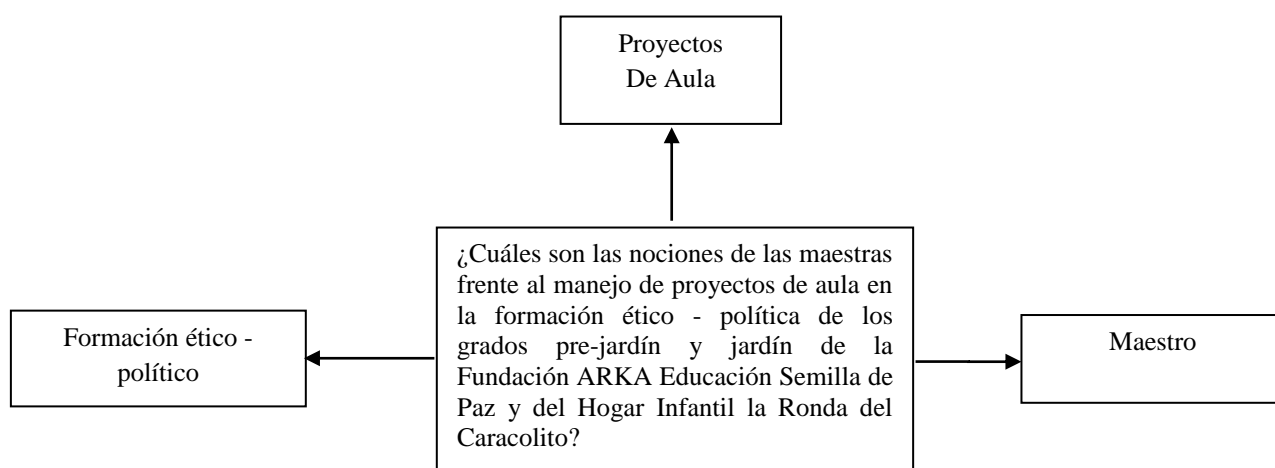 Proyectos
De Aula
¿Cuáles son las nociones de las maestras
frente al manejo de proyectos de aula en
la formación ético - política de los
grados pre-jardín y jardín de la
Fundación ARKA Educación Semilla de
Paz y del Hogar Infantil la Ronda del
Caracolito?
Formación ético -
político
Maestro